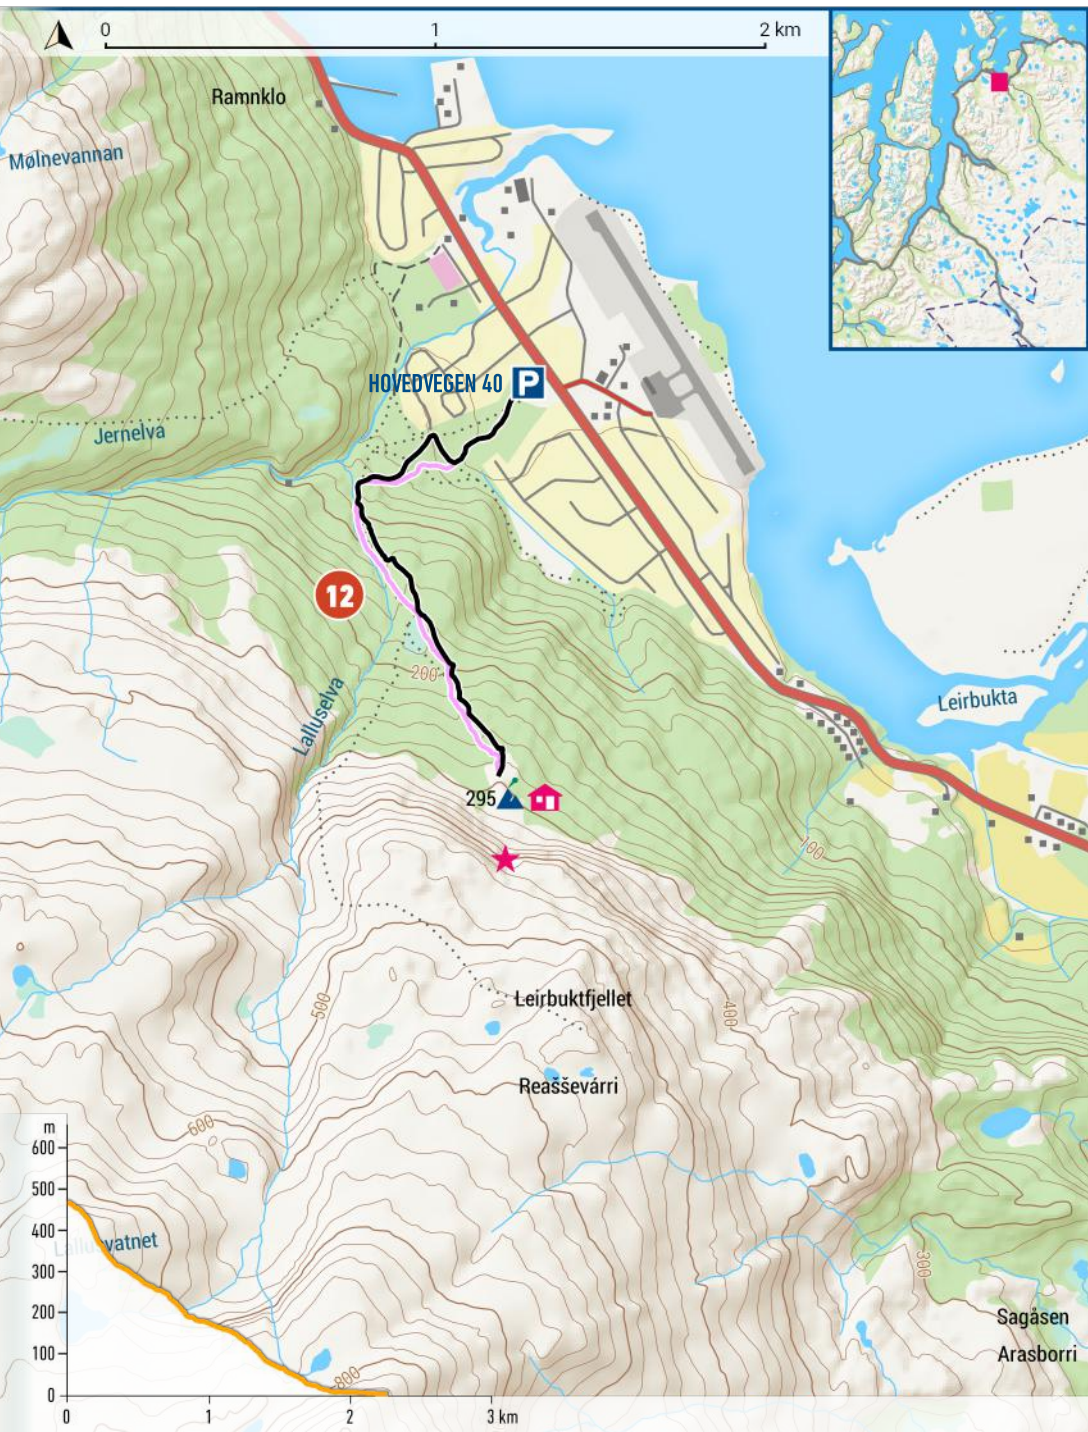 0 1 2 km
Ramnklo
Mølnevannan
HOVEDVEGEN 40 P
Jernelva
12
200
Lalluselva
Leirbukta
295
100
500
400
Leirbuktfjellet
Reašševárri
600
m
600
500
400
300
200
100
0
Lallusvatnet
300
Sagåsen
Arasborri
800
0 1 2 3 km